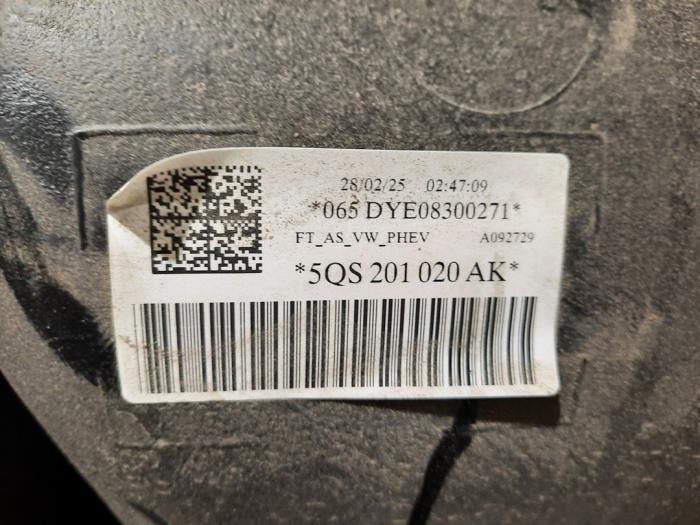 28/02/25 02:47:09
*065 DYE08300271*
FT_AS_VW_PHEV A092729
*5QS 201 020 AK*